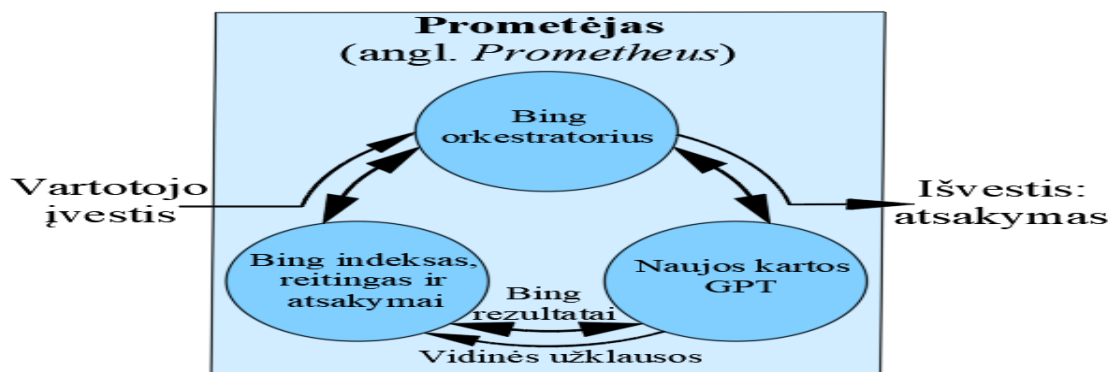 Prometėjas
(angl. Prometheus)
Bing
orkestratorius
Vartotojo
įvestis
Išvestis:
atsakymas
Bing indeksas,
reitingas ir
atsakymai
Naujos kartos
GPT
Bing
rezultatai
Vidinės užklausos